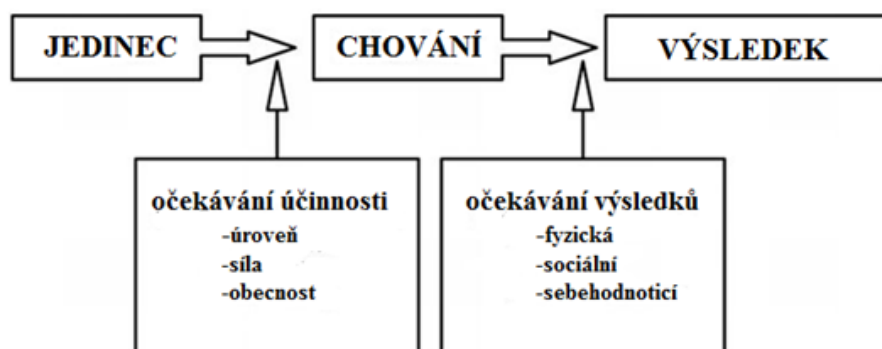 JEDINEC
CHOVÁNÍ
VÝSLEDEK
očekávání účinnosti
-úroveň
-síla
-obecnost
očekávání výsledků
-fyzická
-sociální
-sebehodnoticí